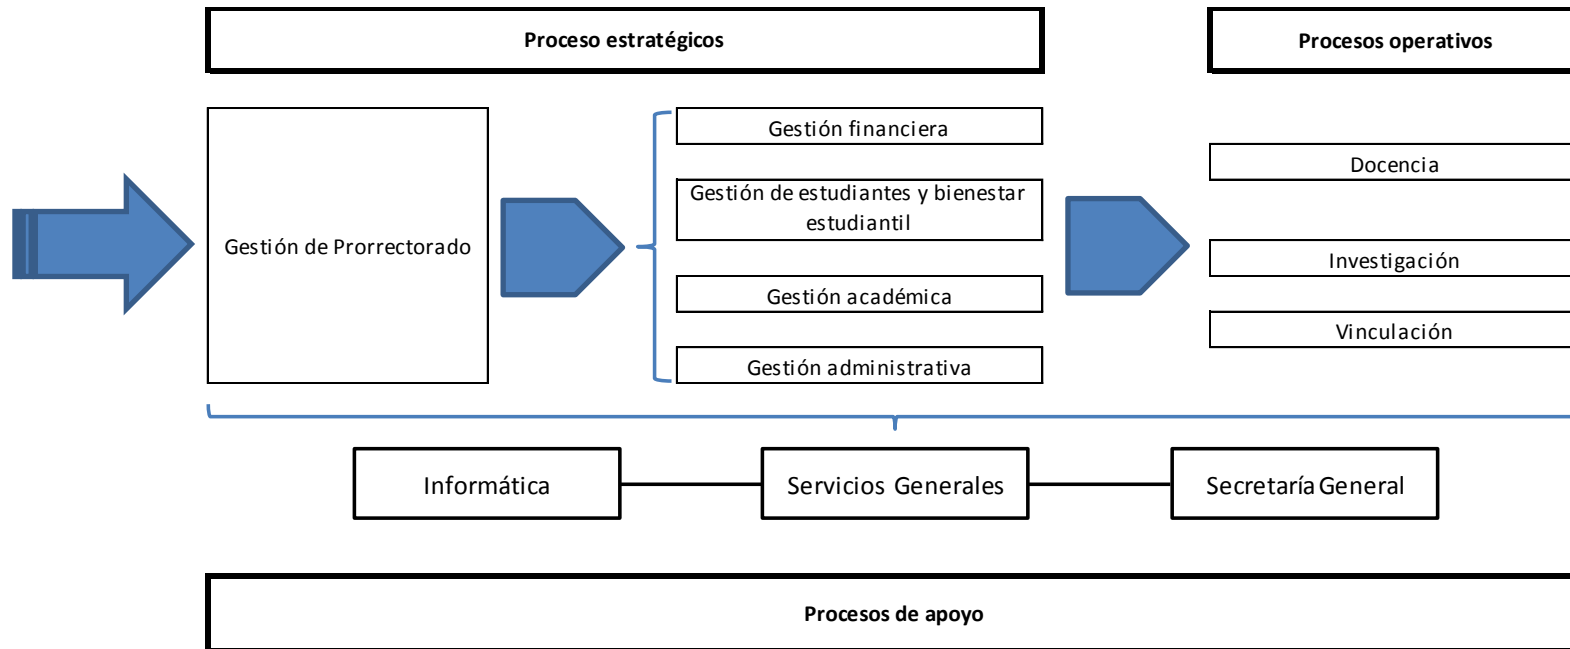 Proceso estratégicos
Procesos operativos
Gestión de Prorrectorado
Gestión financiera
Gestión de estudiantes y bienestar
estudiantil
Gestión académica
Gestión administrativa
Docencia
Investigación
Vinculación
Informática
Servicios Generales
Secretaría General
Procesos de apoyo